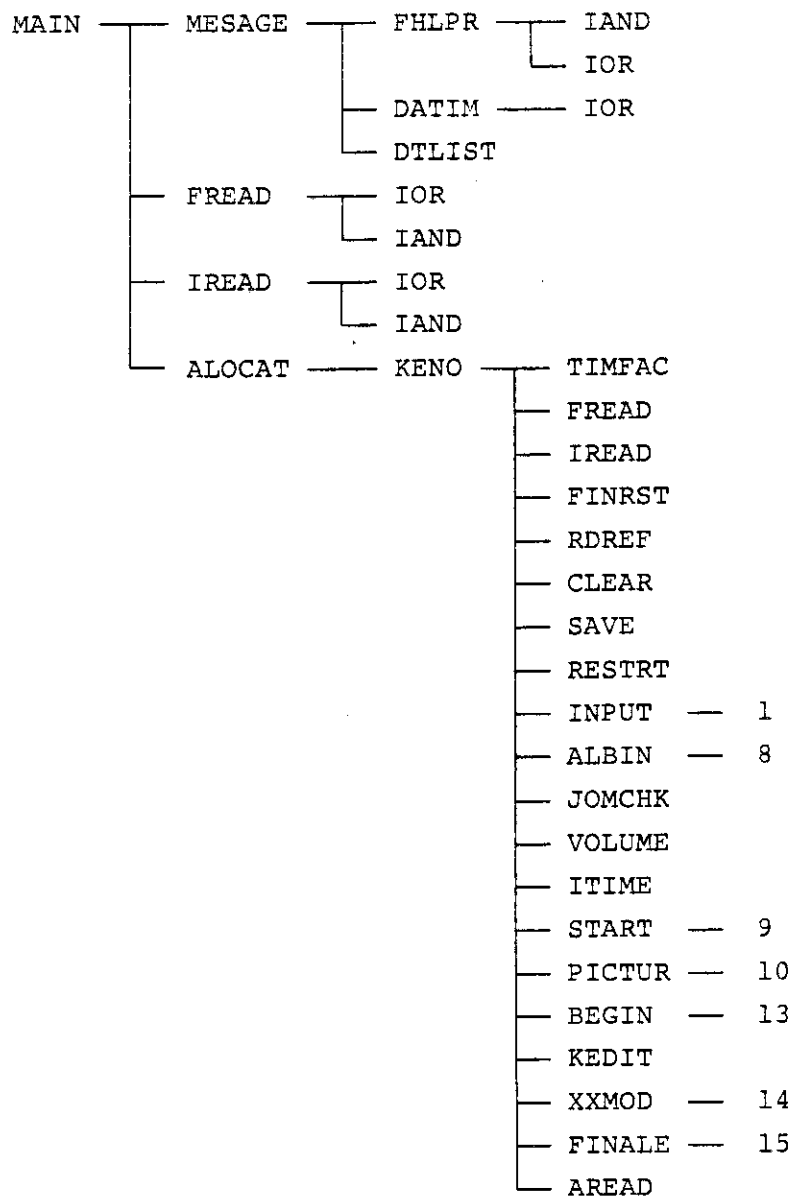 MAIN MESAGE FHLPR IAND
IOR
DATIM IOR
DTLIST
FREAD IOR
IAND
IREAD IOR
IAND
ALOCAT KENO TIMFAC
FREAD
IREAD
FINRST
RDREF
CLEAR
SAVE
RESTRT
INPUT 1
ALBIN 8
JOMCHK
VOLUME
ITIME
START 9
PICTUR 10
BEGIN 13
KEDIT
XXMOD 14
FINALE 15
AREAD